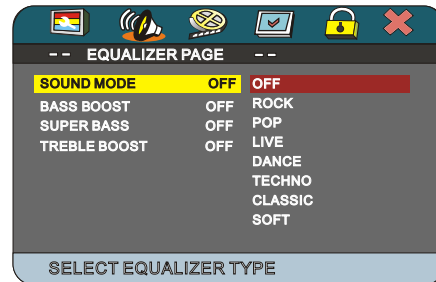 -- EQUALIZER PAGE --
SOUND MODE OFF OFF
BASS BOOST OFF ROCK
SUPER BASS OFF POP
TREBLE BOOST OFF LIVE
DANCE
TECHNO
CLASSIC
SOFT
SELECT EQUALIZER TYPE